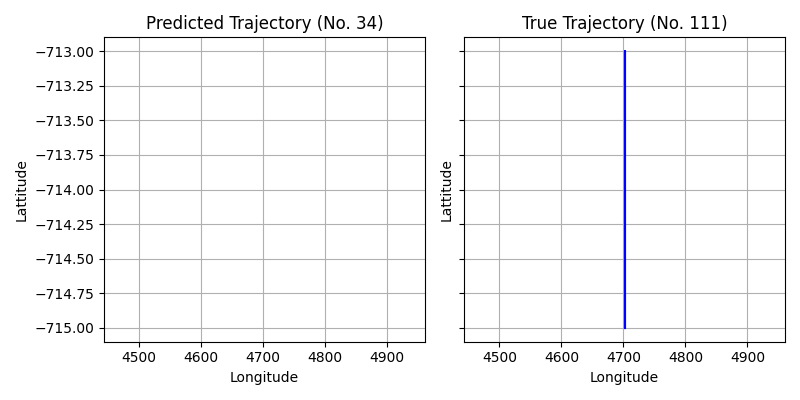 Predicted Trajectory (No. 34)
Lattitude
−713.00
−713.25
−713.50
−713.75
−714.00
−714.25
−714.50
−714.75
−715.00
4500 4600 4700 4800 4900
Longitude
True Trajectory (No. 111)
Lattitude
4500 4600 4700 4800 4900
Longitude